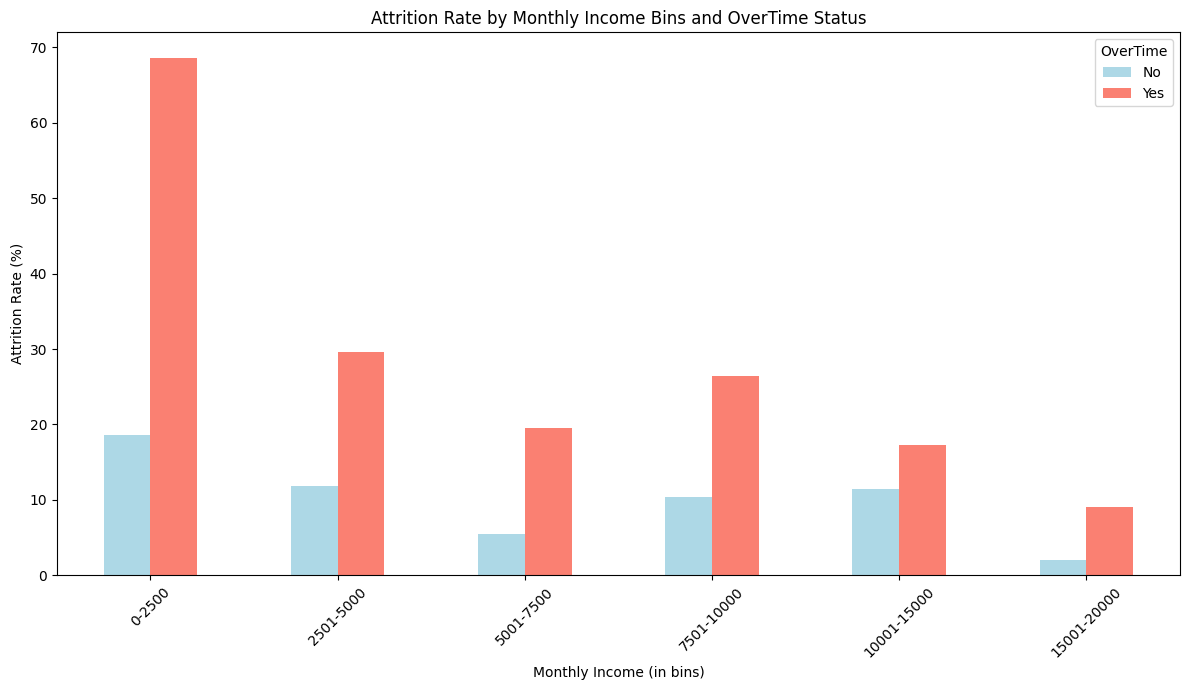 Attrition Rate by Monthly Income Bins and OverTime Status
OverTime
No
Yes
Attrition Rate (%)
70
60
50
40
30
20
10
0
0-2500
2501-5000
5001-7500
7501-10000
10001-15000
15001-20000
Monthly Income (in bins)